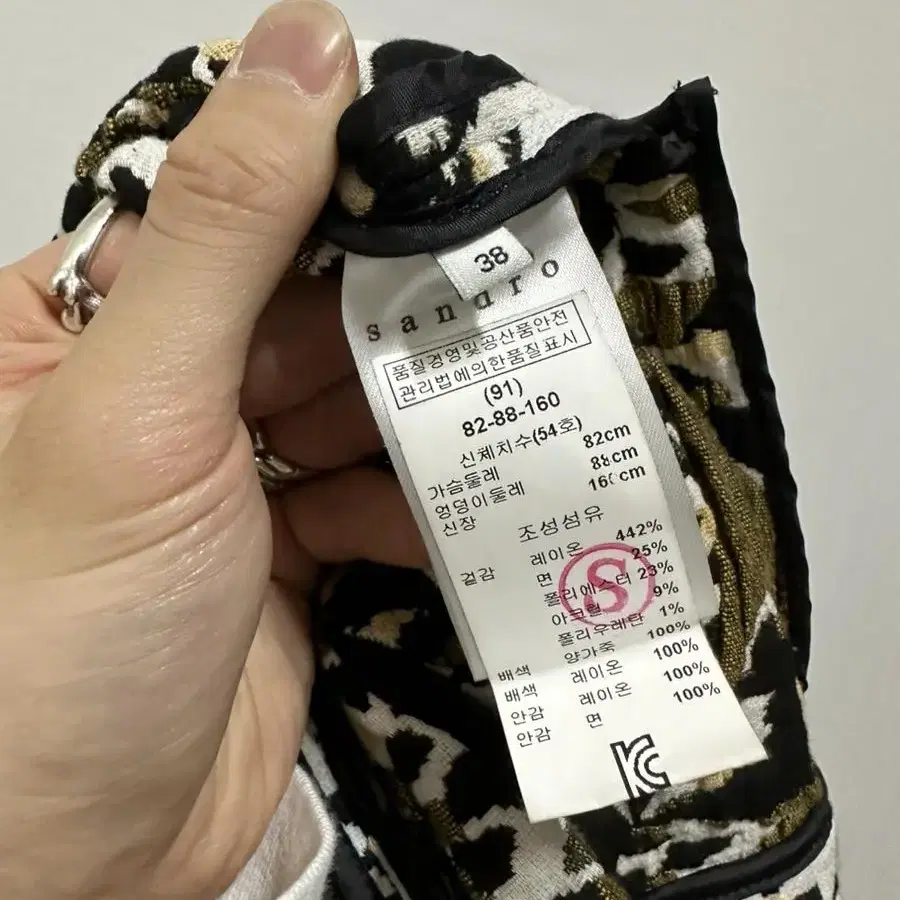 38
sandro
품질경영및공산품안전
관리법에의한품질표시
(91)
82-88-160
신체치수(54호)
가슴둘레 82cm
엉덩이둘레 88cm
신장 160cm
조성섬유
겉감 레이온 442%
면 25%
폴리에스터 23%
아크릴 9%
폴리우레탄 1%
배색 양가죽 100%
배색 레이온 100%
안감 레이온 100%
안감 면 100%
S
KC